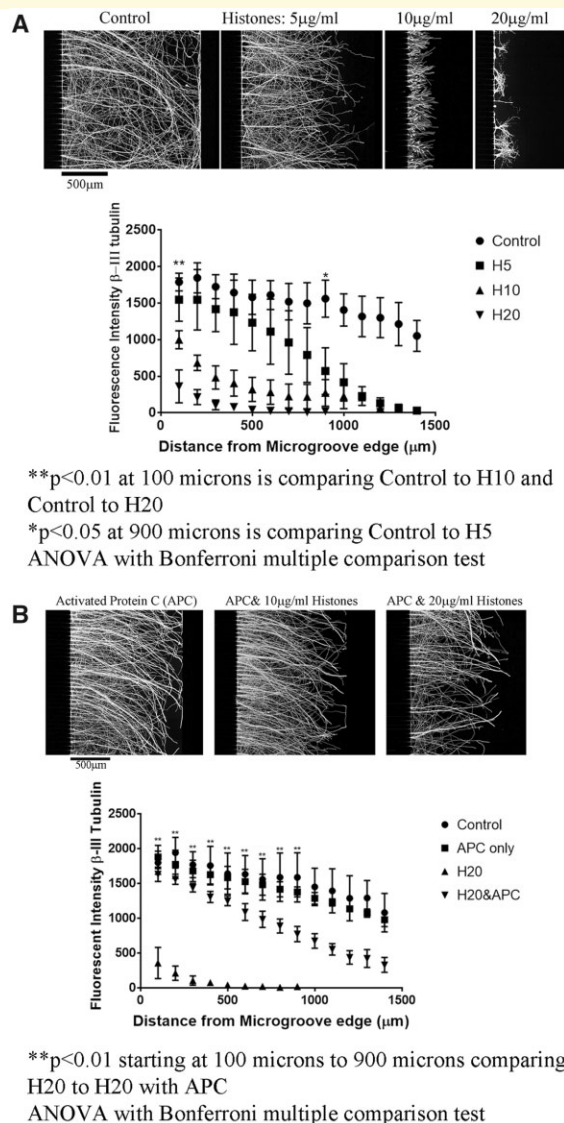 A
Control
Histones: 5µg/ml
10µg/ml
20µg/ml
500µm
Fluorescence Intensity β–III tubulin
2500
2000
1500
1000
500
0
**
*
Control
H5
H10
H20
0
500
1000
1500
Distance from Microgroove edge (µm)
**p<0.01 at 100 microns is comparing Control to H10 and
Control to H20
*p<0.05 at 900 microns is comparing Control to H5
ANOVA with Bonferroni multiple comparison test
B
Activated Protein C (APC)
APC& 10µg/ml Histones
APC & 20µg/ml Histones
500µm
Fluorescent Intensity β-III Tubulin
2500
2000
1500
1000
500
0
** ** ** ** ** ** ** ** **
Control
APC only
H20
H20&APC
0
500
1000
1500
Distance from Microgroove edge (µm)
**p<0.01 starting at 100 microns to 900 microns comparing
H20 to H20 with APC
ANOVA with Bonferroni multiple comparison test